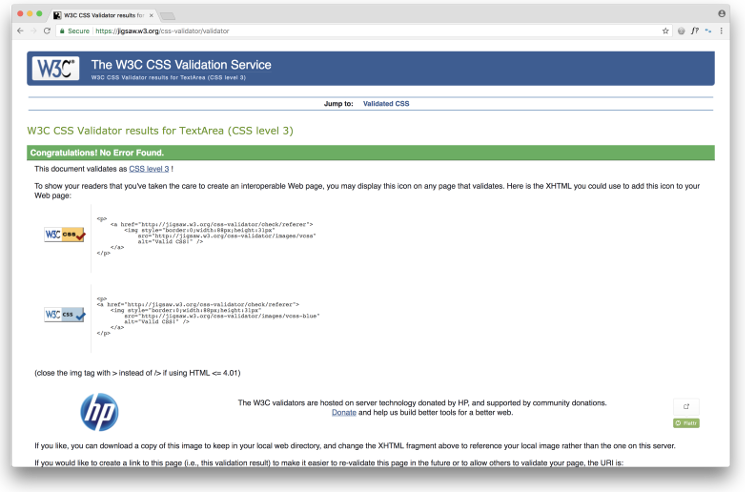 W3C CSS Validator results for
Secure https://jigsaw.w3.org/css-validator/validator
W3C®
The W3C CSS Validation Service
W3C CSS Validator results for TextArea (CSS level 3)
Jump to: Validated CSS
W3C CSS Validator results for TextArea (CSS level 3)
Congratulations! No Error Found.
This document validates as CSS level 3 !
To show your readers that you've taken the care to create an interoperable Web page, you may display this icon on any page that validates. Here is the XHTML you could use to add this icon to your
Web page:
W3C CSS
<p>
<a href="http://jigsaw.w3.org/css-validator/check/referer">
<img style="border:0;width:88px;height:31px"
src="http://jigsaw.w3.org/css-validator/images/vcss"
alt="Valid CSS!" />
</a>
</p>
W3C CSS
<p>
<a href="http://jigsaw.w3.org/css-validator/check/referer">
<img style="border:0;width:88px;height:31px"
src="http://jigsaw.w3.org/css-validator/images/vcss-blue"
alt="Valid CSS!" />
</a>
</p>
(close the img tag with > instead of /> if using HTML <= 4.01)
hp
The W3C validators are hosted on server technology donated by HP, and supported by community donations.
Donate and help us build better tools for a better web.
Flattr
If you like, you can download a copy of this image to keep in your local web directory, and change the XHTML fragment above to reference your local image rather than the one on this server.
If you would like to create a link to this page (i.e., this validation result) to make it easier to re-validate this page in the future or to allow others to validate your page, the URI is: